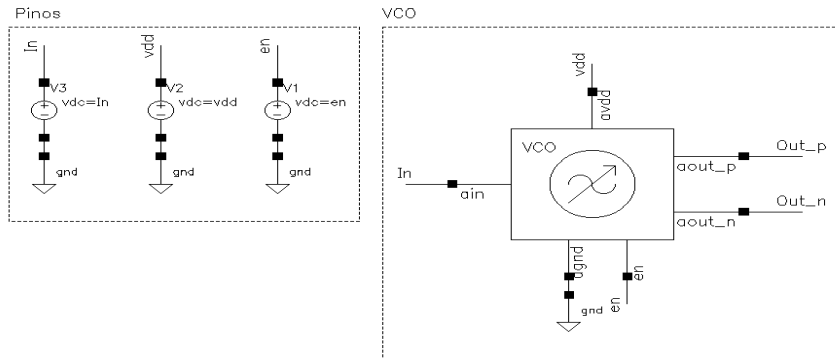 Pinos
In
vdd
en
V3
vdc=In
V2
vdc=vdd
V1
vdc=en
gnd
gnd
gnd
VCO
vdd
avdd
VCO
In
ain
Out_p
aout_p
Out_n
aout_n
agnd
en
en
gnd